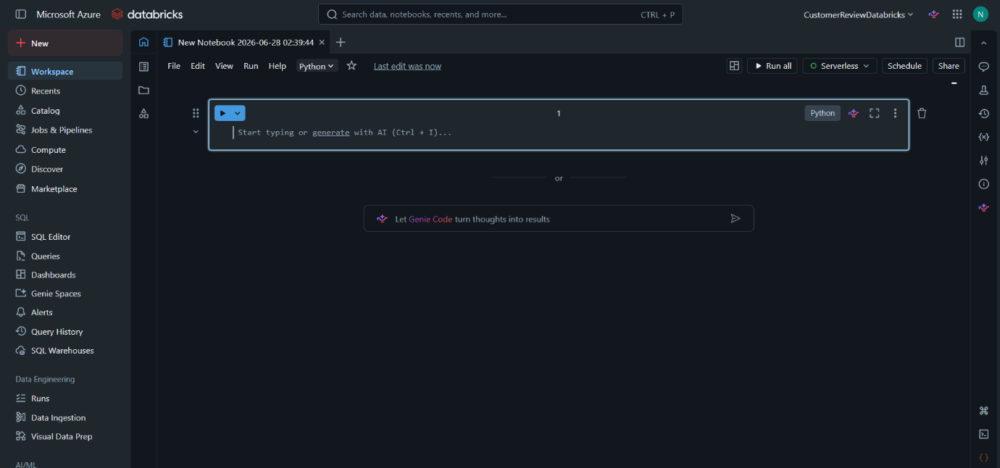 Microsoft Azure databricks Search data, notebooks, recents, and more... CTRL + P CustomerReviewDatabricks N
New
Workspace
Recents
Catalog
Jobs & Pipelines
Compute
Discover
Marketplace
SQL
SQL Editor
Queries
Dashboards
Genie Spaces
Alerts
Query History
SQL Warehouses
Data Engineering
Runs
Data Ingestion
Visual Data Prep
AI/ML
New Notebook 2026-06-28 02:39:44
File Edit View Run Help Python Last edit was now Run all Serverless Schedule Share
1 Python
Start typing or generate with AI (Ctrl + I)...
or
Let Genie Code turn thoughts into results